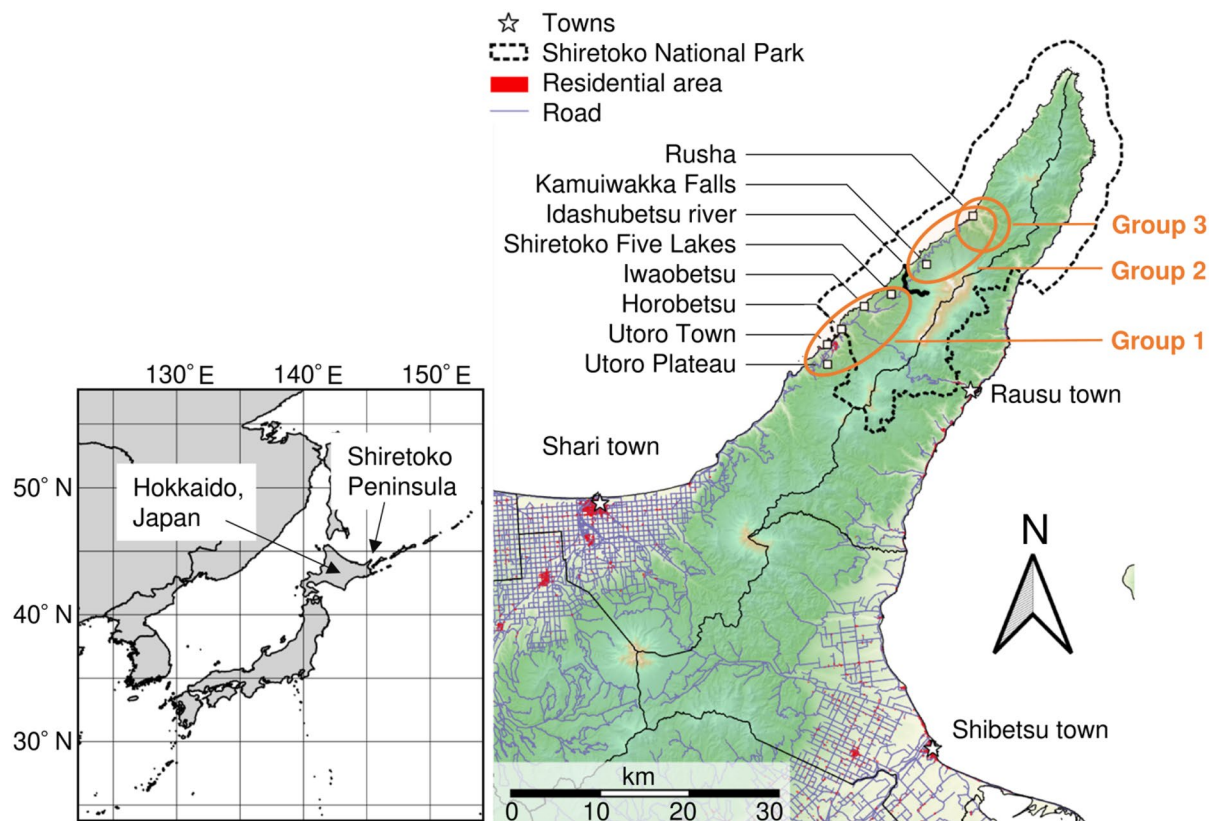 Towns
Shiretoko National Park
Residential area
Road
Rusha
Kamuiwakka Falls
Idashubetsu river
Shiretoko Five Lakes
Iwaobetsu
Horobetsu
Utoro Town
Utoro Plateau
Group 3
Group 2
Group 1
Rausu town
Shari town
Shibetsu town
N
km
0 10 20 30
130° E 140° E 150° E
50° N
40° N
30° N
Hokkaido,
Japan
Shiretoko
Peninsula